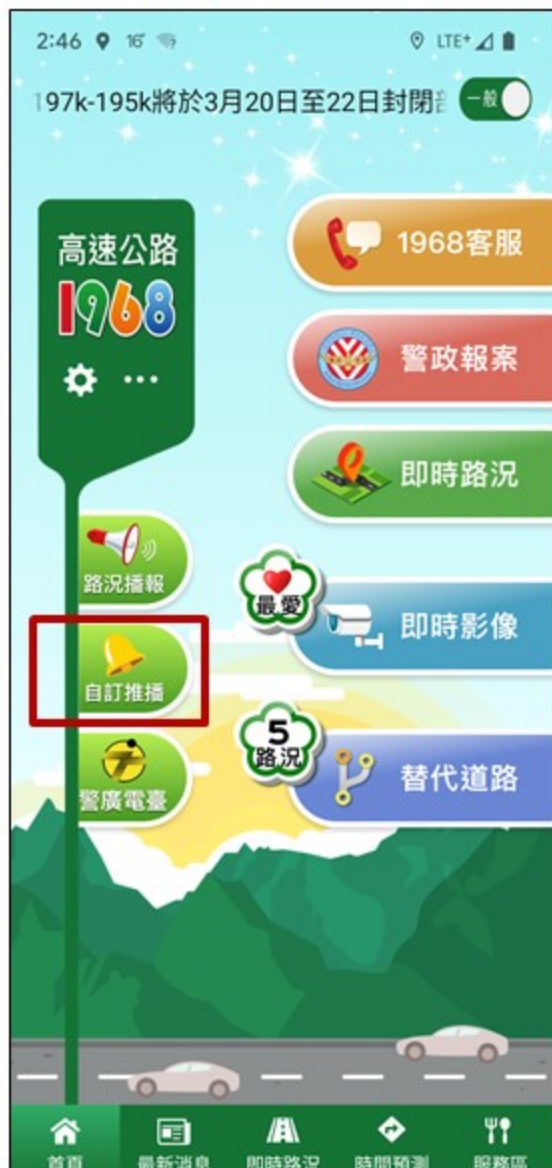 2:46 16° LTE+
197k-195k將於3月20日至22日封閉
一般
高速公路
1968
1968客服
警政報案
即時路況
路況播報
最愛
即時影像
自訂推播
5
路況
替代道路
警廣電臺
首頁 最新消息 即時路況 時間預測 服務區